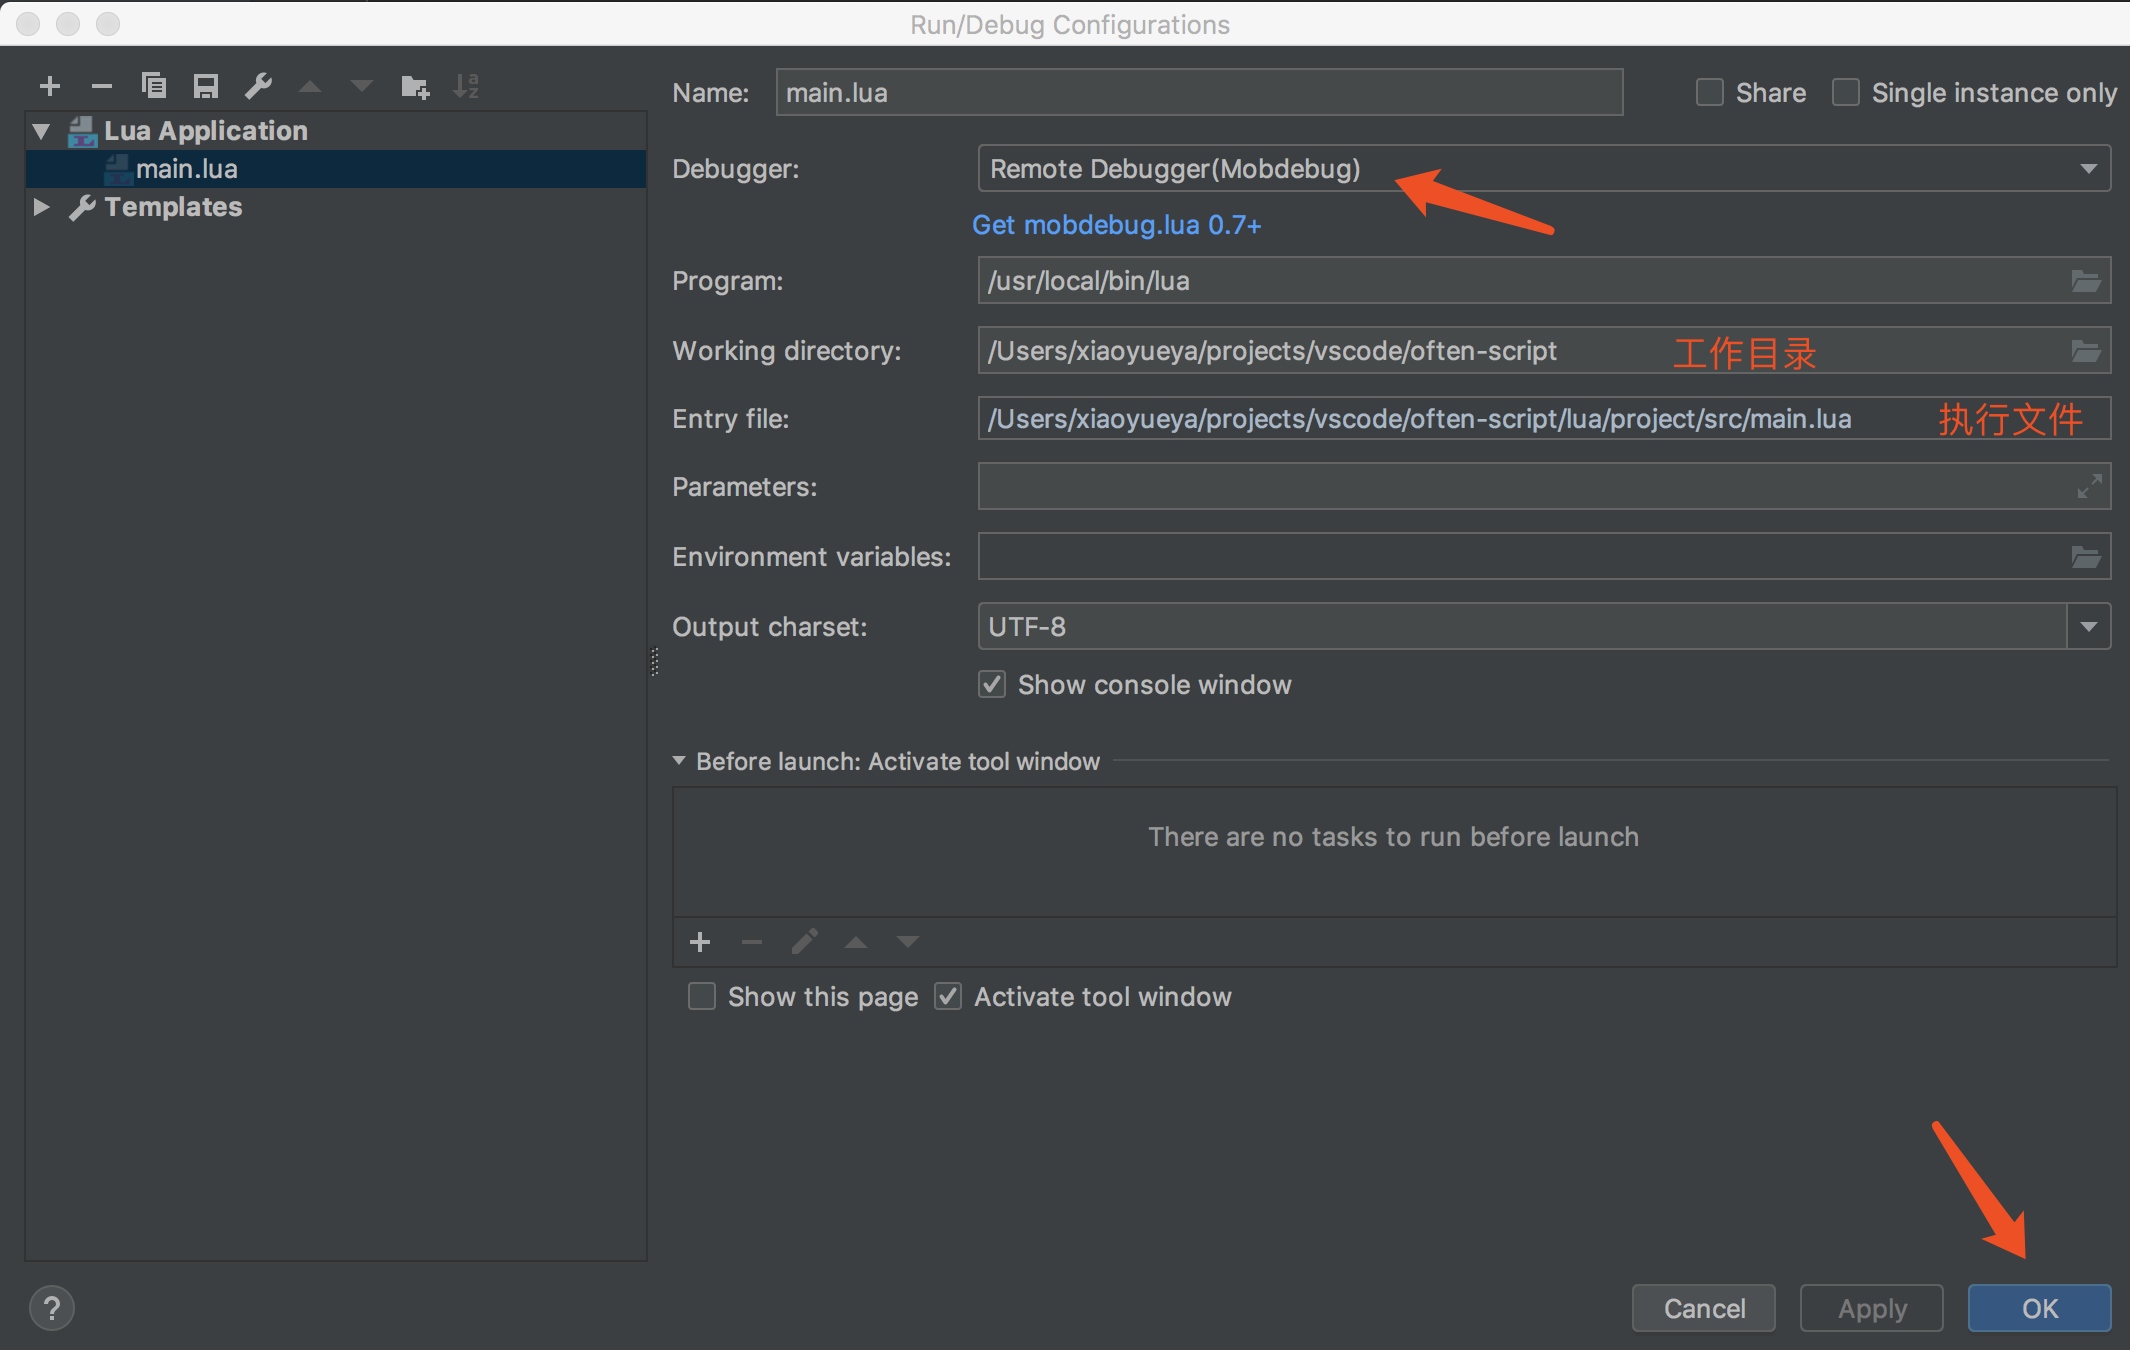 Run/Debug Configurations
Name: main.lua Share Single instance only
Lua Application
main.lua
Templates
Debugger: Remote Debugger(Mobdebug)
Get mobdebug.lua 0.7+
Program: /usr/local/bin/lua
Working directory: /Users/xiaoyueya/projects/vscode/often-script 工作目录
Entry file: /Users/xiaoyueya/projects/vscode/often-script/lua/project/src/main.lua 执行文件
Parameters:
Environment variables:
Output charset: UTF-8
Show console window
Before launch: Activate tool window
There are no tasks to run before launch
Show this page Activate tool window
? Cancel Apply OK